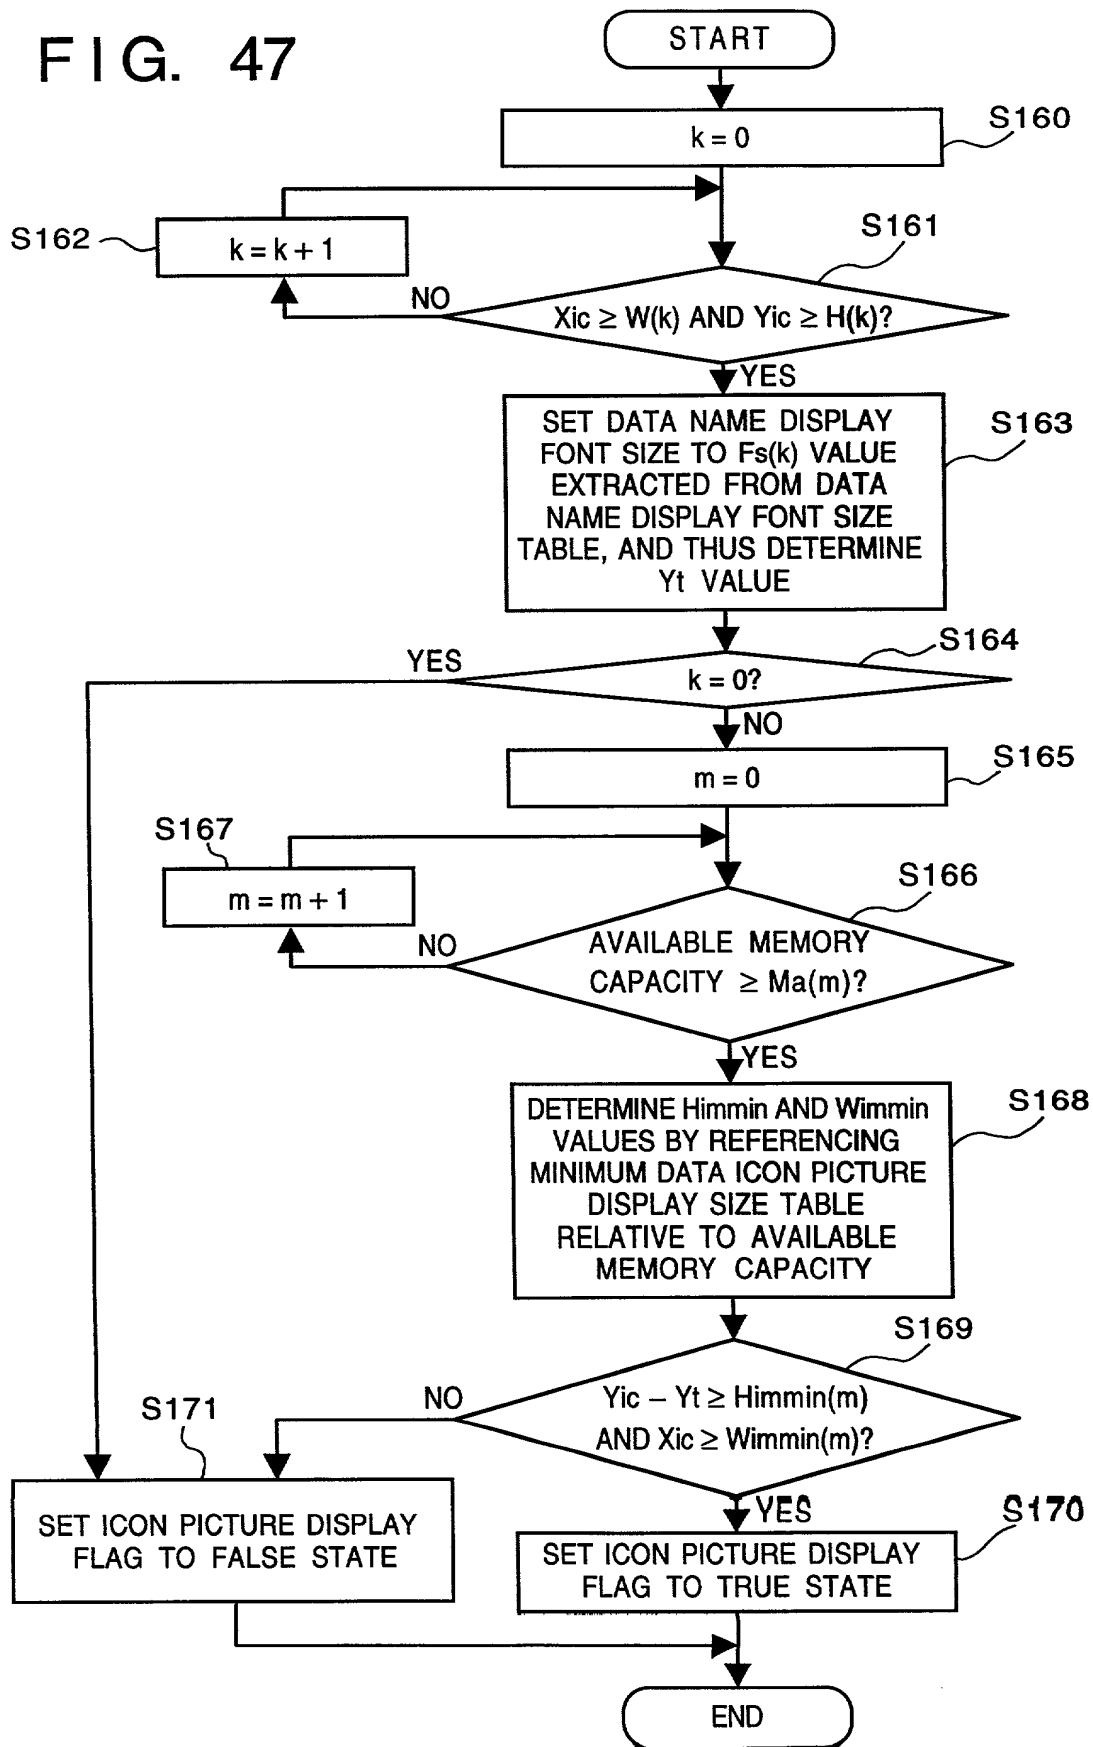 FIG. 47
START
S160
k = 0
S162
k = k + 1
S161
NO
Xic ≥ W(k) AND Yic ≥ H(k)?
YES
S163
SET DATA NAME DISPLAY
FONT SIZE TO Fs(k) VALUE
EXTRACTED FROM DATA
NAME DISPLAY FONT SIZE
TABLE, AND THUS DETERMINE
Yt VALUE
S164
YES
k = 0?
NO
S165
m = 0
S167
m = m + 1
S166
NO
AVAILABLE MEMORY
CAPACITY ≥ Ma(m)?
YES
S168
DETERMINE Himmin AND Wimmin
VALUES BY REFERENCING
MINIMUM DATA ICON PICTURE
DISPLAY SIZE TABLE
RELATIVE TO AVAILABLE
MEMORY CAPACITY
S169
NO
Yic – Yt ≥ Himmin(m)
AND Xic ≥ Wimmin(m)?
S171
YES
S170
SET ICON PICTURE DISPLAY
FLAG TO FALSE STATE
SET ICON PICTURE DISPLAY
FLAG TO TRUE STATE
END